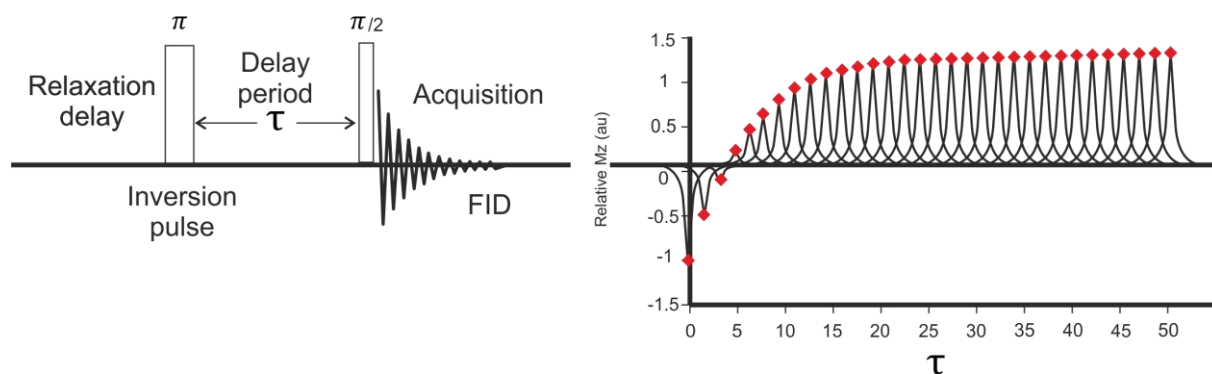 π
π/2
Relaxation
delay
Delay
period
τ
Acquisition
Inversion
pulse
FID
Relative Mz (au)
1.5
1
0.5
0
-0.5
-1
-1.5
0 5 10 15 20 25 30 35 40 45 50
τ